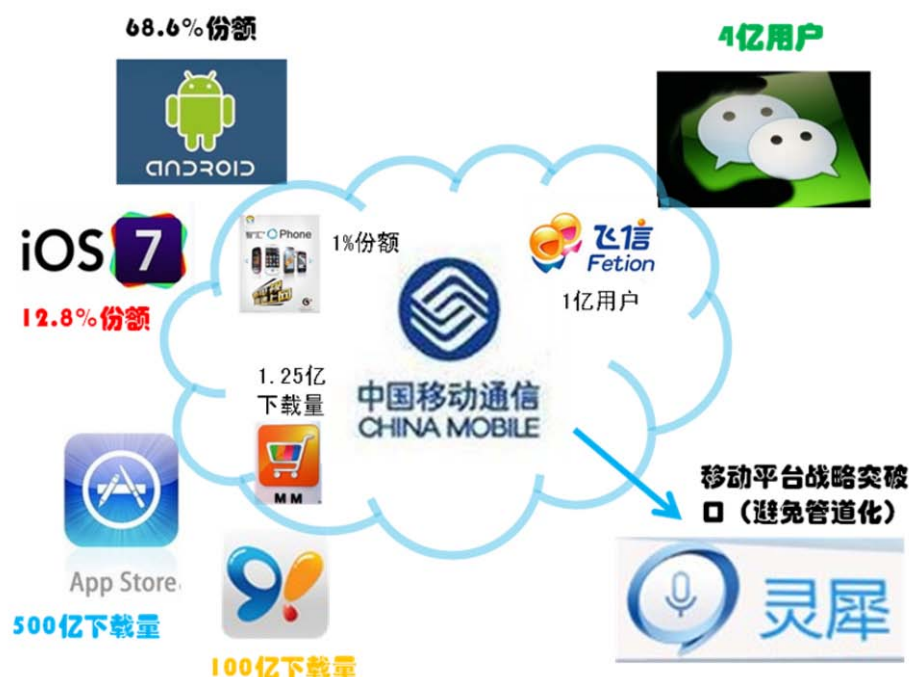 68.6%份额
4亿用户
ANDROID
iOS 7
Phone
1%份额
飞信
Fetion
12.8%份额
1亿用户
1.25亿
下载量
中国移动通信
CHINA MOBILE
MM
移动平台战略突破
口（避免管道化）
App Store
灵犀
500亿下载量
91
100亿下载量